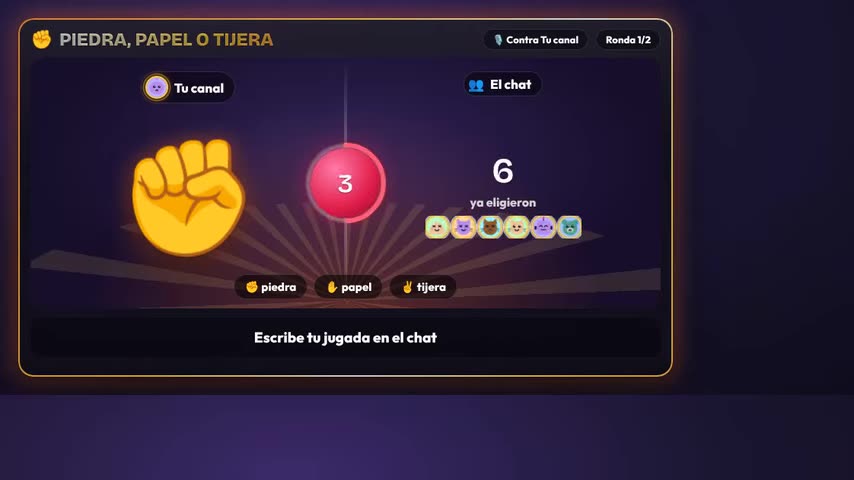 PIEDRA, PAPEL O TIJERA
Contra Tu canal
Ronda 1/2
Tu canal
El chat
3
6
ya eligieron
piedra
papel
tijera
Escribe tu jugada en el chat